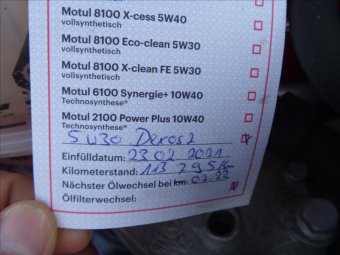 Motul 8100 X-cess 5W40
vollsynthetisch
Motul 8100 Eco-clean 5W30
vollsynthetisch
Motul 8100 X-clean FE 5W30
vollsynthetisch
Motul 6100 Synergie+ 10W40
Technosynthese®
Motul 2100 Power Plus 10W40
Technosynthese®
5W30 Dexos2
Einfülldatum: 23 02 2021
Kilometerstand: 113 795 km
Nächster Ölwechsel bei km: 02.22
Ölfilterwechsel: